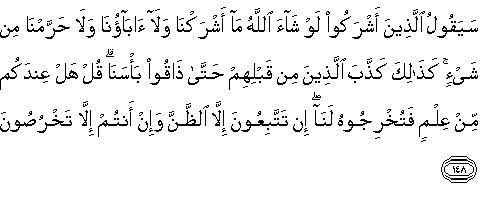 سَيَقُولُ ٱلَّذِينَ أَشْرَكُوا۟ لَوْ شَآءَ ٱللَّهُ مَآ أَشْرَكْنَا وَلَآ ءَابَآؤُنَا وَلَا حَرَّمْنَا مِن
شَىْءٍۢ ۚ كَذَٰلِكَ كَذَّبَ ٱلَّذِينَ مِن قَبْلِهِمْ حَتَّىٰ ذَاقُوا۟ بَأْسَنَا ۗ قُلْ هَلْ عِندَكُم
مِّنْ عِلْمٍۢ فَتُخْرِجُوهُ لَنَآ ۖ إِن تَتَّبِعُونَ إِلَّا ٱلظَّنَّ وَإِنْ أَنتُمْ إِلَّا تَخْرُصُونَ
١٤٨